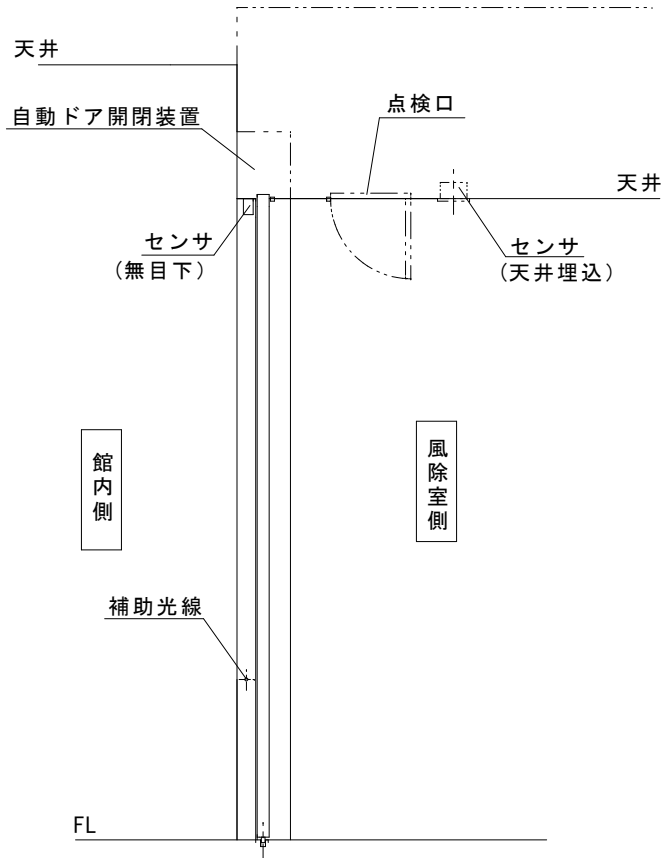 天井
自動ドア開閉装置
点検口
天井
センサ
(無目下)
センサ
(天井埋込)
館内側
風除室側
補助光線
FL